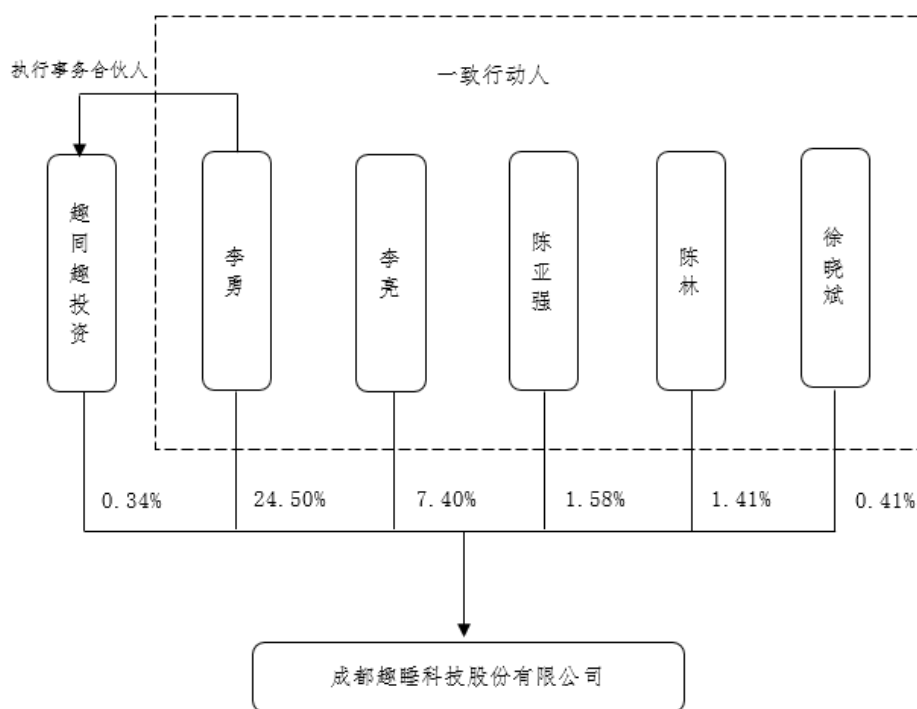 执行事务合伙人
一致行动人
趣同趣投资
李勇
李亮
陈亚强
陈林
徐晓斌
0.34%
24.50%
7.40%
1.58%
1.41%
0.41%
成都趣睡科技股份有限公司